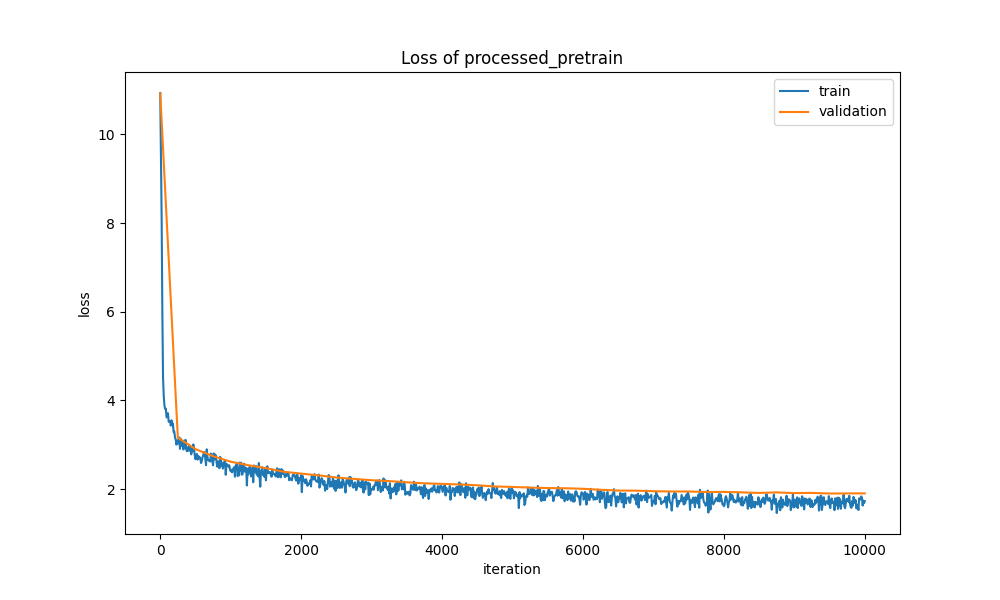 Loss of processed_pretrain
train
validation
10
8
6
4
2
loss
0
2000
4000
6000
8000
10000
iteration